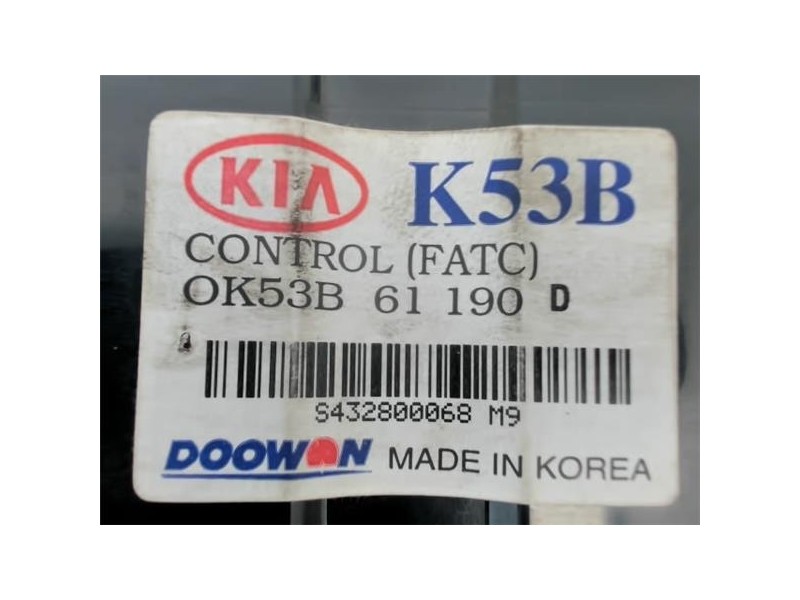 KIA K53B
CONTROL (FATC)
OK53B 61 190 D
S432800068 M9
DOOWON MADE IN KOREA